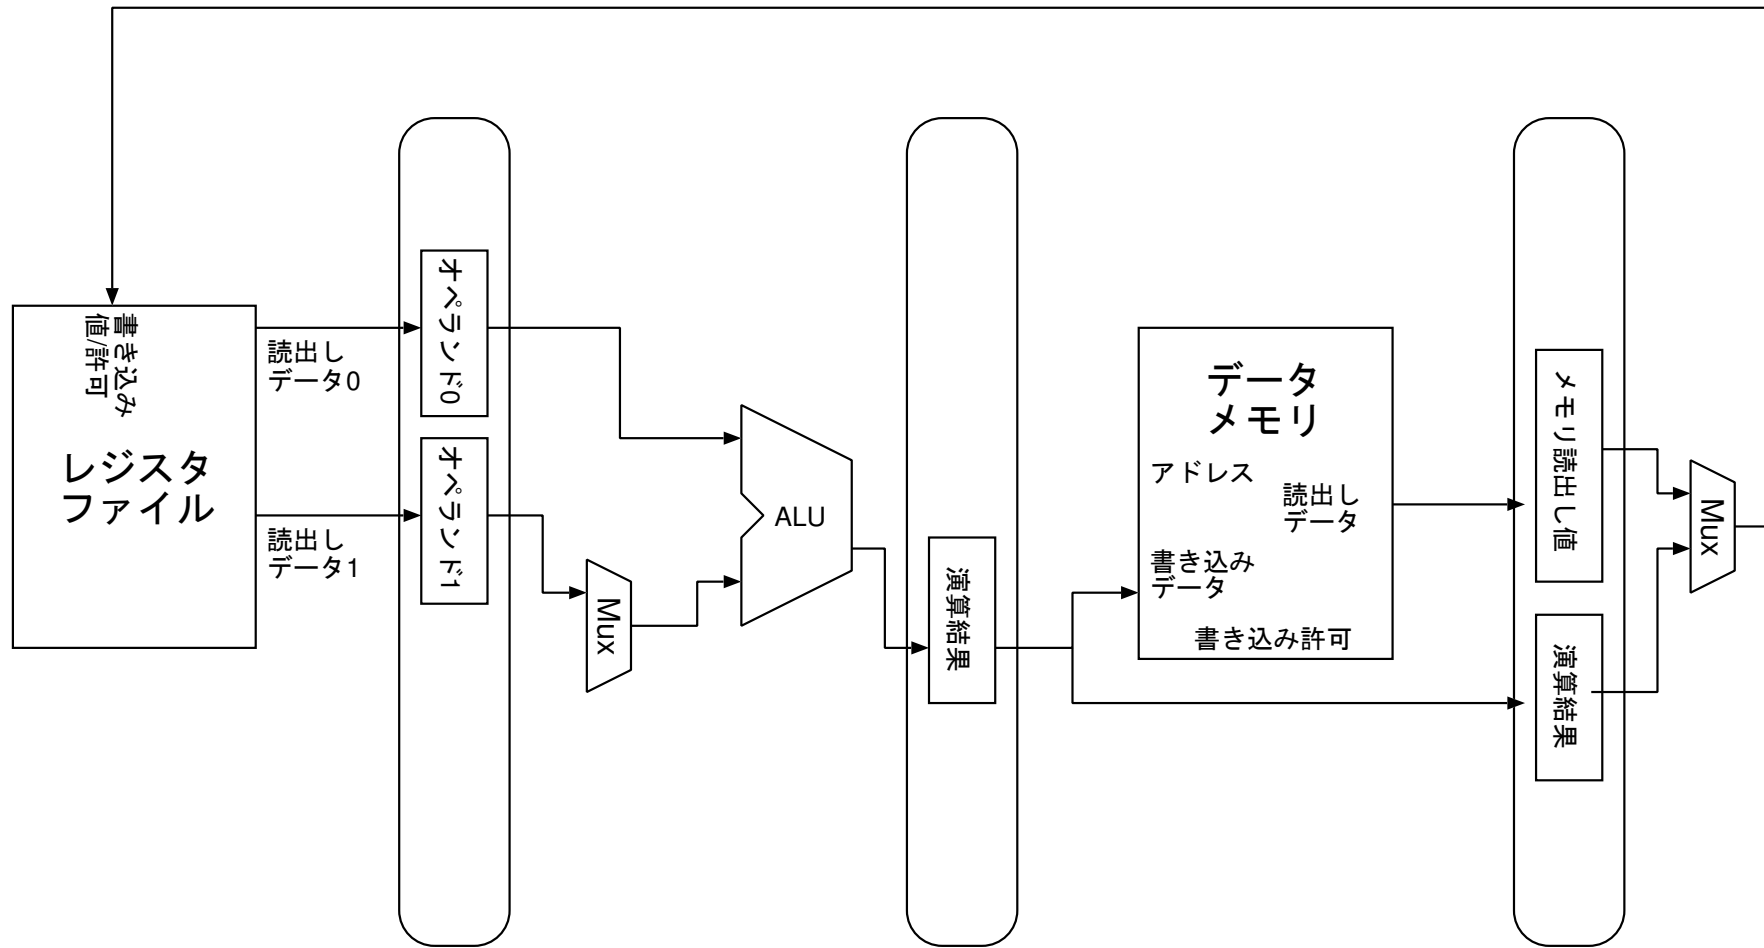 書き込み
値/許可
レジスタ
ファイル
読出し
データ0
読出し
データ1
オペランド0
オペランド1
Mux
ALU
演算結果
データ
メモリ
アドレス
読出し
データ
書き込み
データ
書き込み許可
メモリ読出し値
演算結果
Mux